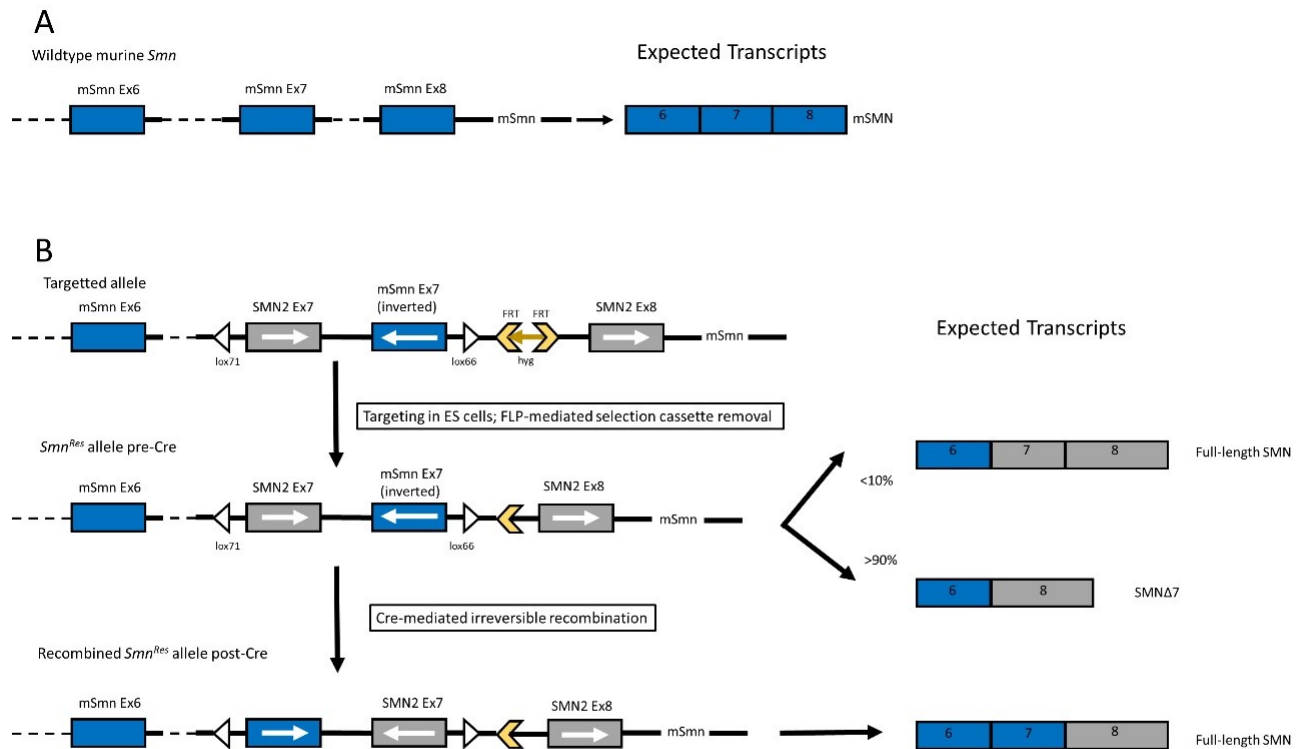 A
Wildtype murine Smn
Expected Transcripts
mSmn Ex6
mSmn Ex7
mSmn Ex8
mSmn
6
7
8
mSMN
B
Targetted allele
mSmn Ex6
SMN2 Ex7
mSmn Ex7
(inverted)
FRT
FRT
SMN2 Ex8
Expected Transcripts
mSmn
lox71
lox66
hyg
Targeting in ES cells; FLP-mediated selection cassette removal
Smn^Res allele pre-Cre
mSmn Ex6
SMN2 Ex7
mSmn Ex7
(inverted)
SMN2 Ex8
mSmn
lox71
lox66
6
7
8
Full-length SMN
<10%
>90%
6
8
SMNΔ7
Cre-mediated irreversible recombination
Recombined Smn^Res allele post-Cre
mSmn Ex6
SMN2 Ex7
SMN2 Ex8
mSmn
6
7
8
Full-length SMN